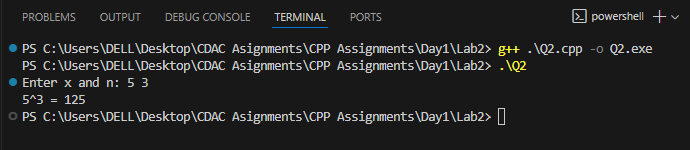 PROBLEMS OUTPUT DEBUG CONSOLE TERMINAL PORTS powershell
PS C:\Users\DELL\Desktop\CDAC Asignments\CPP Assignments\Day1\Lab2> g++ .\Q2.cpp -o Q2.exe
PS C:\Users\DELL\Desktop\CDAC Asignments\CPP Assignments\Day1\Lab2> .\Q2
Enter x and n: 5 3
5^3 = 125
PS C:\Users\DELL\Desktop\CDAC Asignments\CPP Assignments\Day1\Lab2>